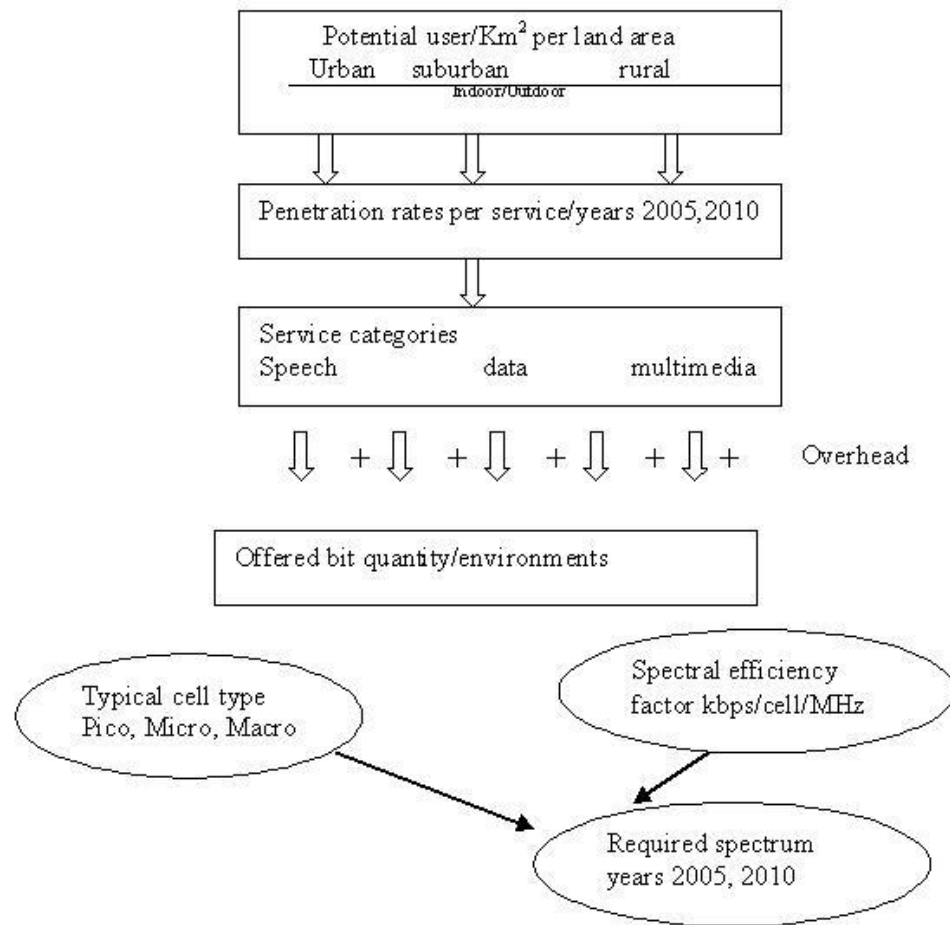 Potential user/Km² per land area
Urban suburban rural
Indoor/Outdoor
Penetration rates per service/years 2005,2010
Service categories
Speech data multimedia
+ + + + + Overhead
Offered bit quantity/environments
Typical cell type
Pico, Micro, Macro
Spectral efficiency
factor kbps/cell/MHz
Required spectrum
years 2005, 2010